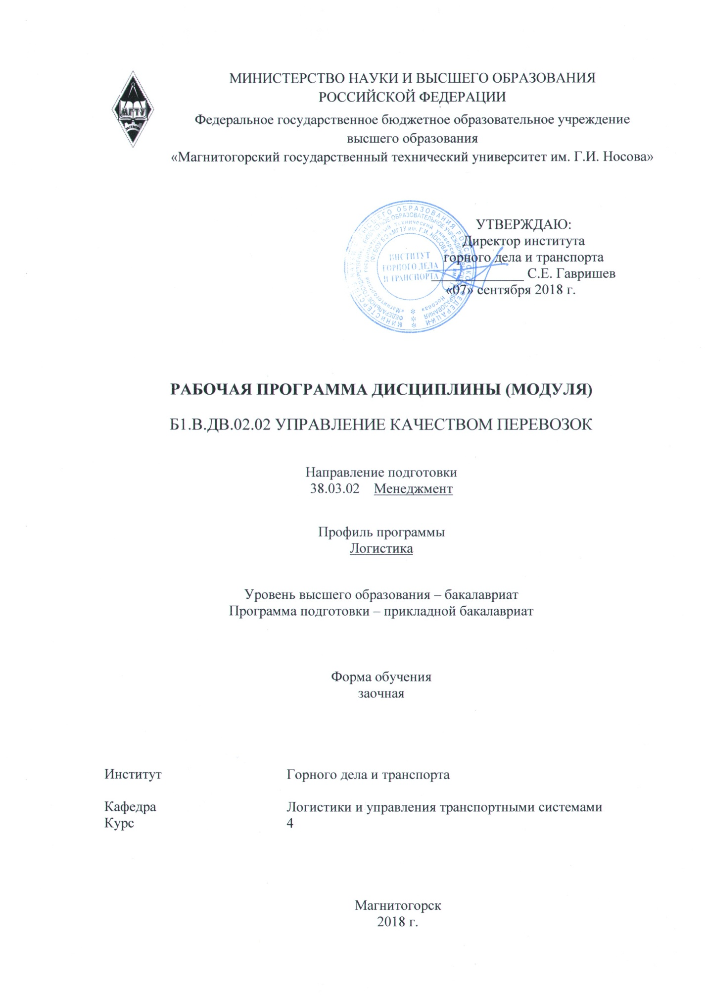 МИНИСТЕРСТВО НАУКИ И ВЫСШЕГО ОБРАЗОВАНИЯ
РОССИЙСКОЙ ФЕДЕРАЦИИ
Федеральное государственное бюджетное образовательное учреждение
высшего образования
«Магнитогорский государственный технический университет им. Г.И. Носова»
МГТУ
УТВЕРЖДАЮ:
Директор института
горного дела и транспорта
С.Е. Гавришев
«07» сентября 2018 г.
ИНСТИТУТ
ГОРНОГО ДЕЛА
И ТРАНСПОРТА
РАБОЧАЯ ПРОГРАММА ДИСЦИПЛИНЫ (МОДУЛЯ)
Б1.В.ДВ.02.02 УПРАВЛЕНИЕ КАЧЕСТВОМ ПЕРЕВОЗОК
Направление подготовки
38.03.02 Менеджмент
Профиль программы
Логистика
Уровень высшего образования – бакалавриат
Программа подготовки – прикладной бакалавриат
Форма обучения
заочная
Институт Горного дела и транспорта
Кафедра Логистики и управления транспортными системами
Курс 4
Магнитогорск
2018 г.